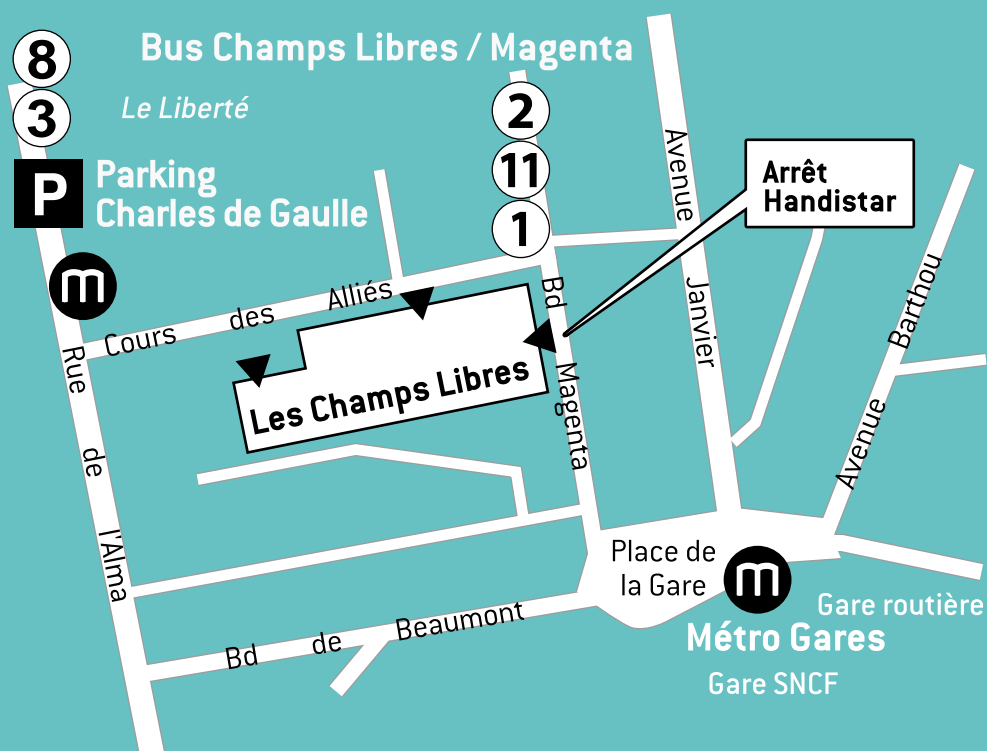 8
Bus Champs Libres / Magenta
3
Le Liberté
2
11
1
P
Parking
Charles de Gaulle
m
Arrêt
Handistar
Avenue Janvier
Avenue Barthou
Cours des Alliés
Bd Magenta
Rue de l'Alma
Les Champs Libres
Place de
la Gare
m
Gare routière
Métro Gares
Gare SNCF
Bd de Beaumont